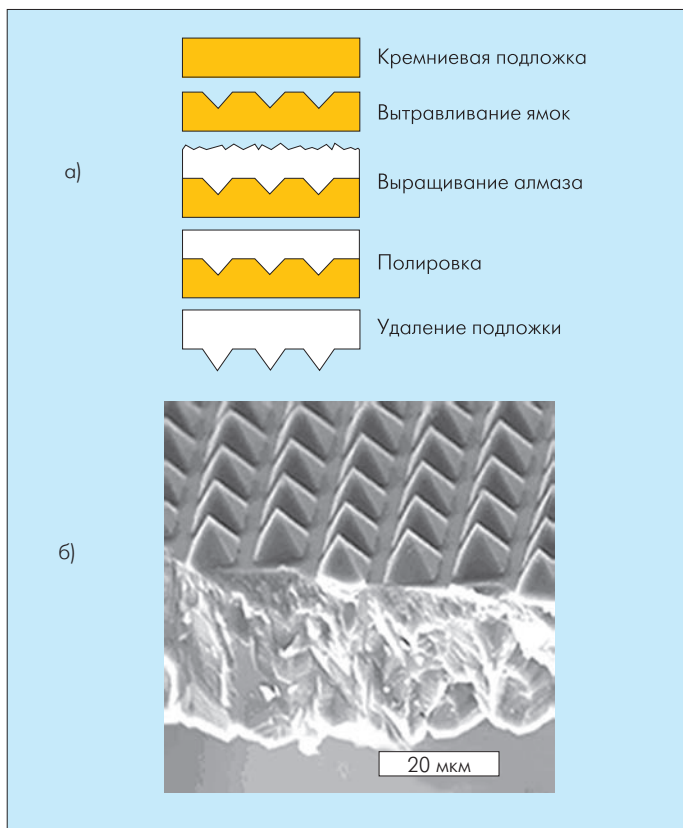 Кремниевая подложка
Вытравливание ямок
а)
Выращивание алмаза
Полировка
Удаление подложки
б)
20 мкм